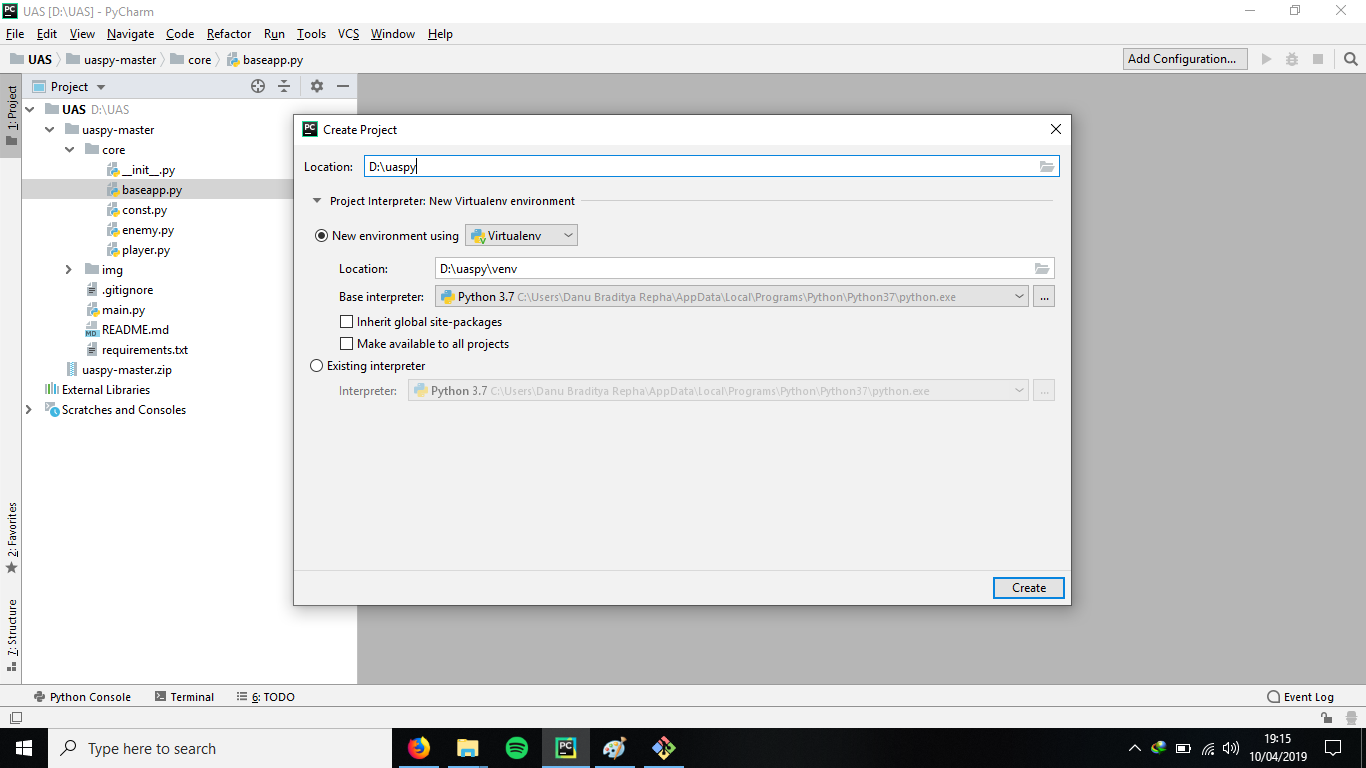 UAS [D:\UAS] - PyCharm
File Edit View Navigate Code Refactor Run Tools VCS Window Help
UAS uaspy-master core baseapp.py Add Configuration...
1: Project
Project
UAS D:\UAS
uaspy-master
core
__init__.py
baseapp.py
const.py
enemy.py
player.py
img
.gitignore
main.py
MD README.md
requirements.txt
uaspy-master.zip
External Libraries
Scratches and Consoles
2: Favorites
7: Structure
PC Create Project
Location: D:\uaspy
Project Interpreter: New Virtualenv environment
New environment using Virtualenv
Location: D:\uaspy\venv
Base interpreter: Python 3.7 C:\Users\Danu Braditya Repha\AppData\Local\Programs\Python\Python37\python.exe ...
Inherit global site-packages
Make available to all projects
Existing interpreter
Interpreter: Python 3.7 C:\Users\Danu Braditya Repha\AppData\Local\Programs\Python\Python37\python.exe ...
Create
Python Console Terminal 6: TODO Event Log
Type here to search
PC
19:15
10/04/2019